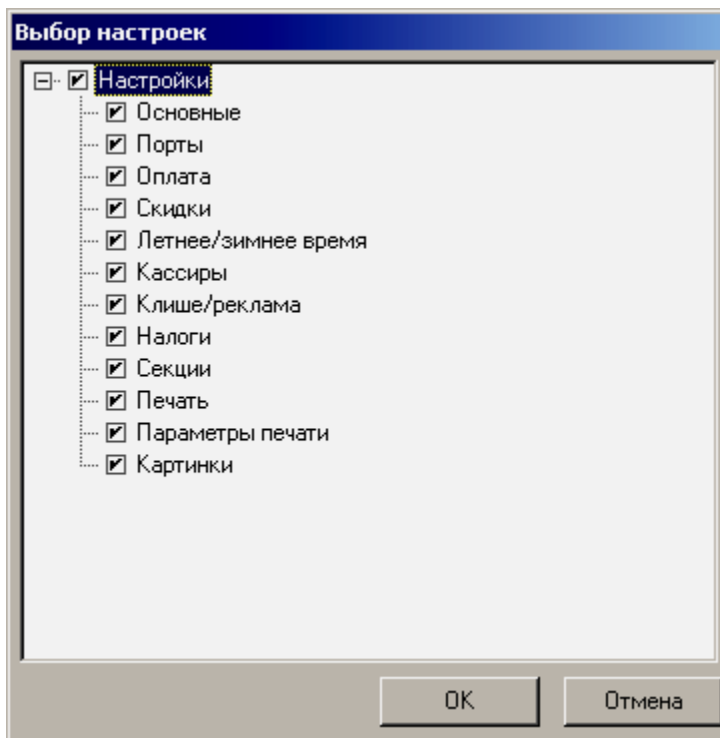 Выбор настроек
Настройки
Основные
Порты
Оплата
Скидки
Летнее/зимнее время
Кассиры
Клише/реклама
Налоги
Секции
Печать
Параметры печати
Картинки
OK Отмена